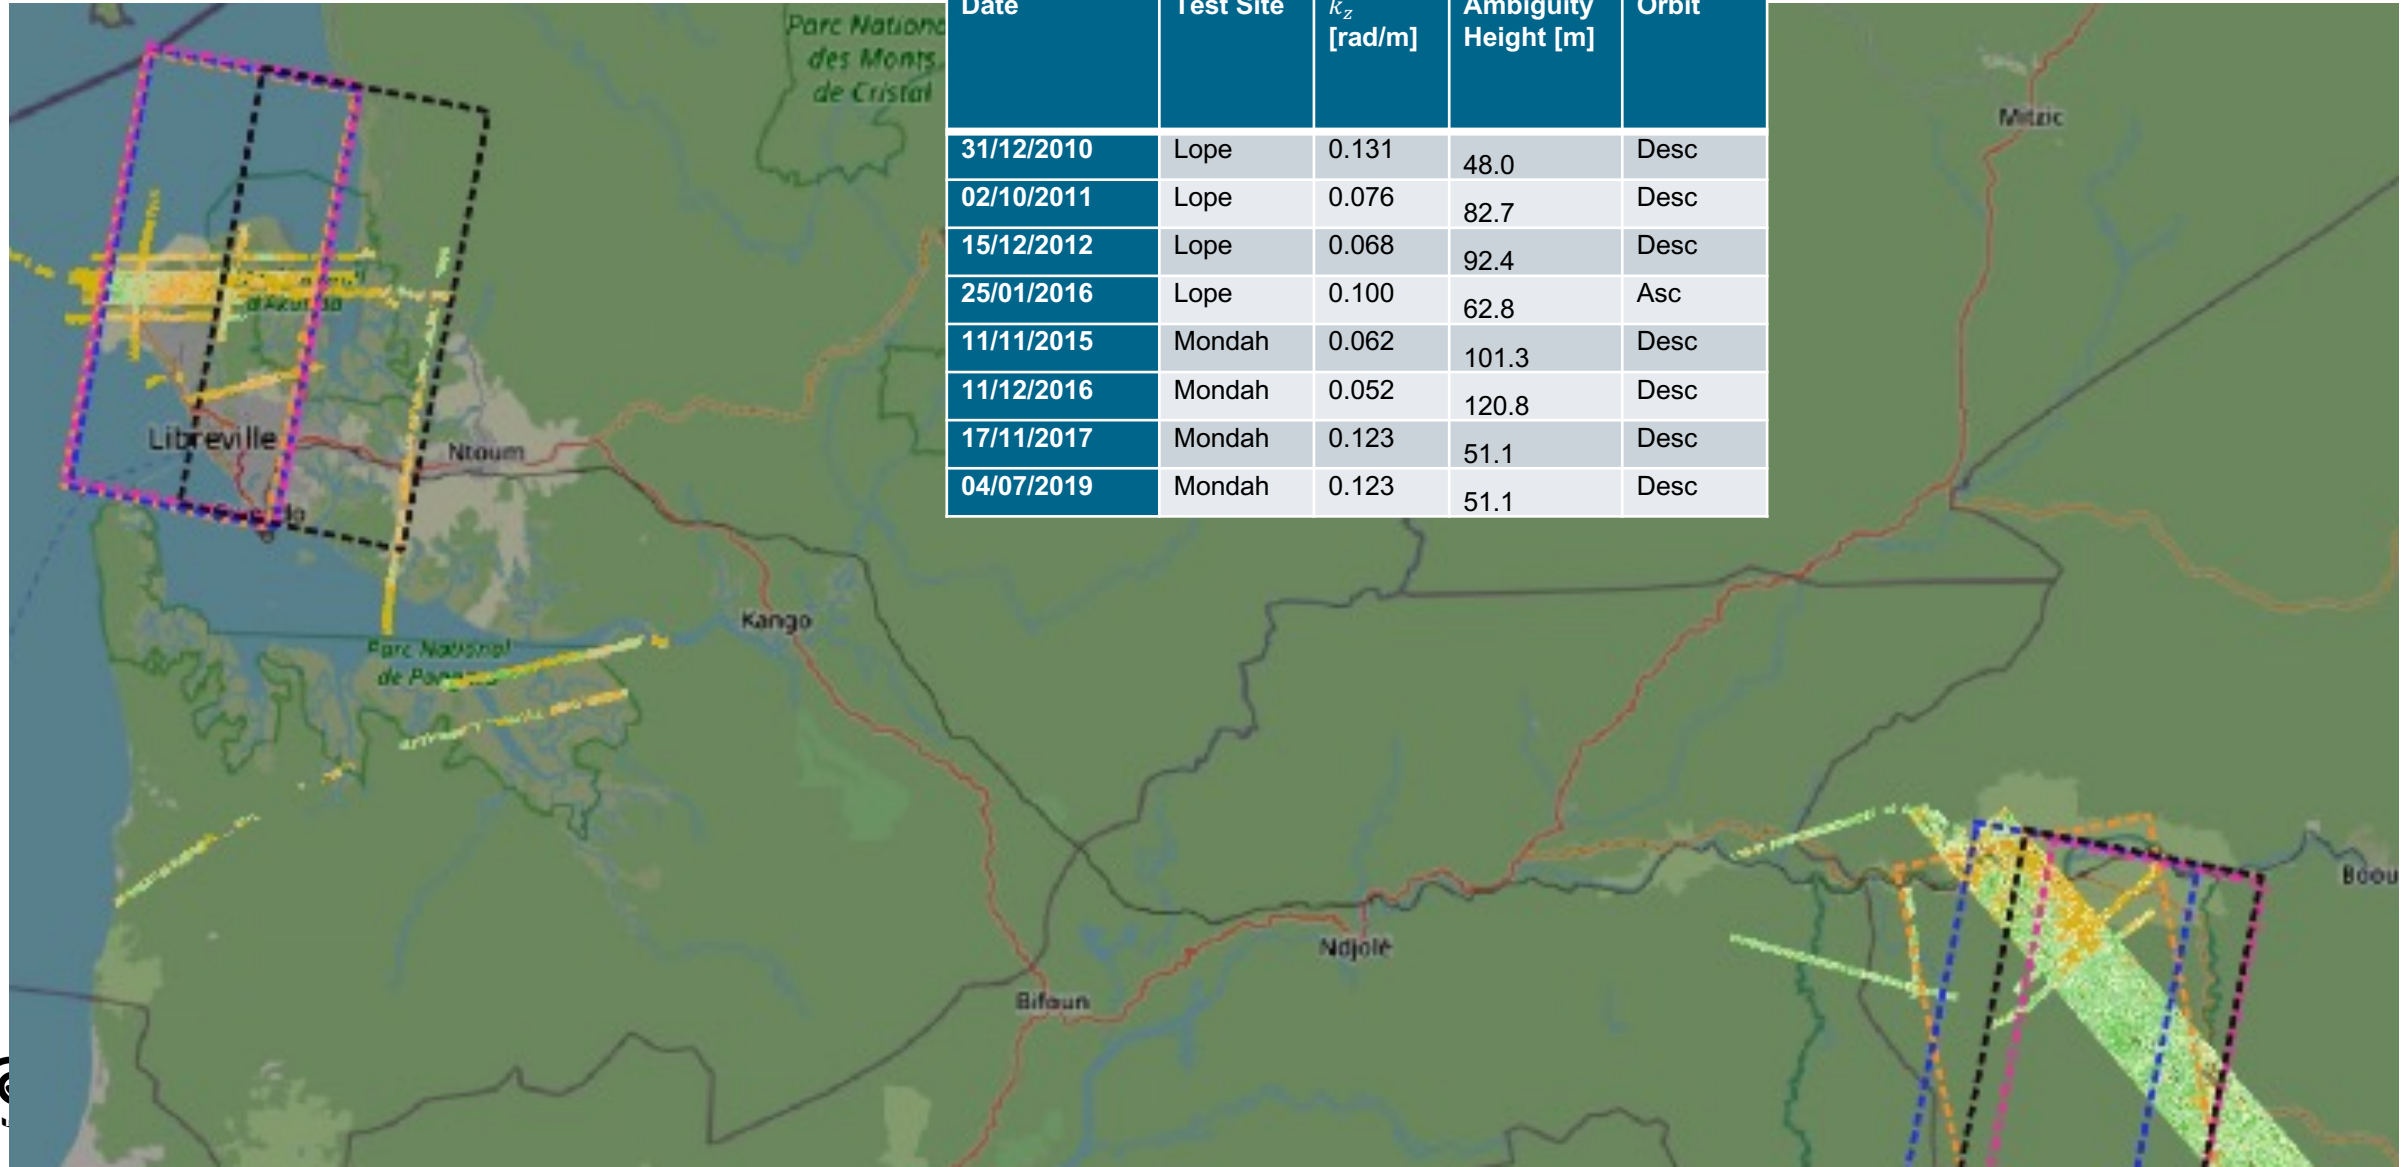 Date Test Site k_z [rad/m] Ambiguity Height [m] Orbit
31/12/2010 Lope 0.131 48.0 Desc
02/10/2011 Lope 0.076 82.7 Desc
15/12/2012 Lope 0.068 92.4 Desc
25/01/2016 Lope 0.100 62.8 Asc
11/11/2015 Mondah 0.062 101.3 Desc
11/12/2016 Mondah 0.052 120.8 Desc
17/11/2017 Mondah 0.123 51.1 Desc
04/07/2019 Mondah 0.123 51.1 Desc
Parc Nationa
des Monts
de Cristal
Mitzic
Libreville
Ntoum
Kango
Parc National
Ndjolé
Bifoun
Boou